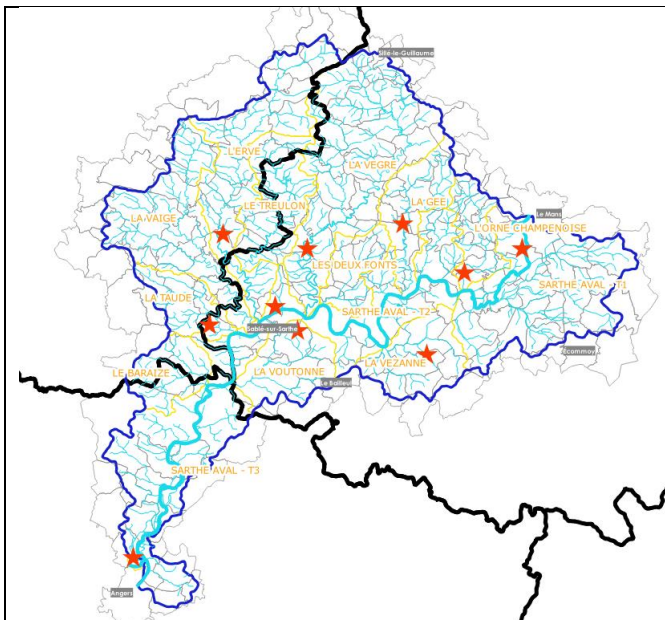 Sillé-le-Guillaume
L'ERVE
LA VEGRE
LE TREULON
LA GEE
LA VAIGE
Le Mans
L'ORNE CHAMPENOISE
LES DEUX FONTS
SARTHE AVAL - T1
LA TAUDE
SARTHE AVAL - T2
Sablé-sur-Sarthe
Ecommoy
LA VEZANNE
LE BARAIZE
LA VOUTONNE
Le Bailleul
SARTHE AVAL - T3
Angers